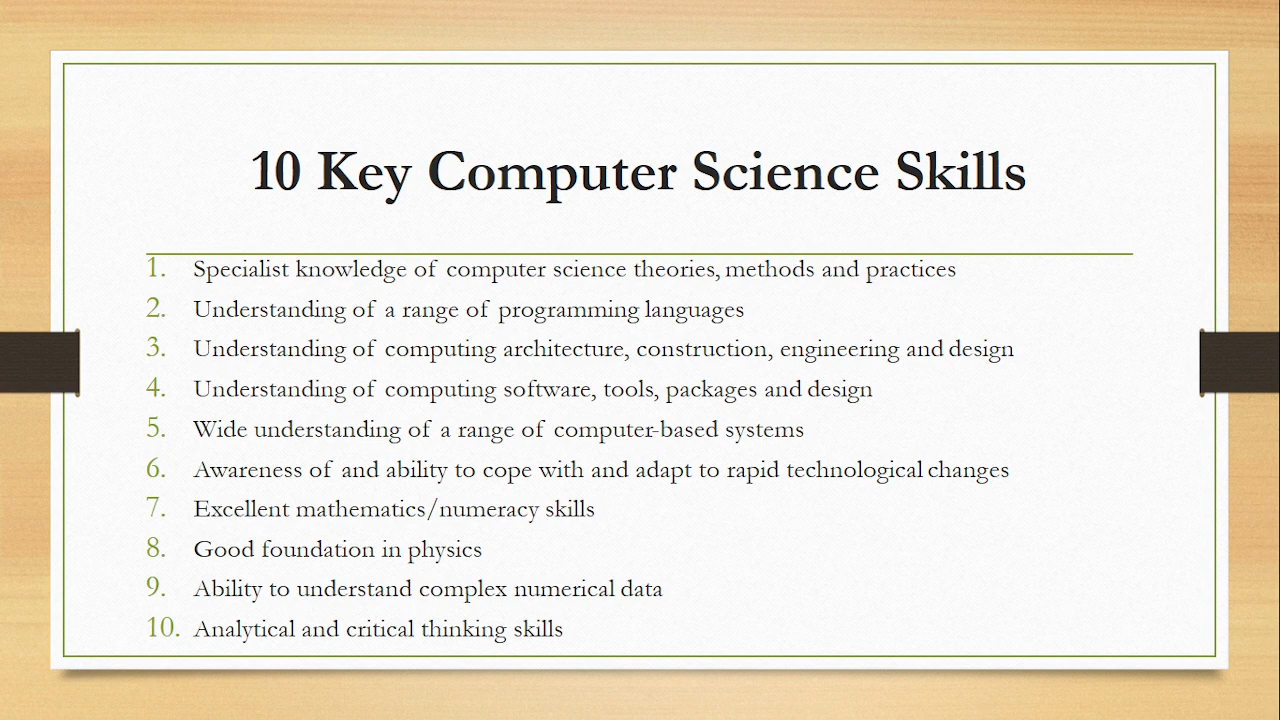 10 Key Computer Science Skills
1. Specialist knowledge of computer science theories, methods and practices
2. Understanding of a range of programming languages
3. Understanding of computing architecture, construction, engineering and design
4. Understanding of computing software, tools, packages and design
5. Wide understanding of a range of computer-based systems
6. Awareness of and ability to cope with and adapt to rapid technological changes
7. Excellent mathematics/numeracy skills
8. Good foundation in physics
9. Ability to understand complex numerical data
10. Analytical and critical thinking skills